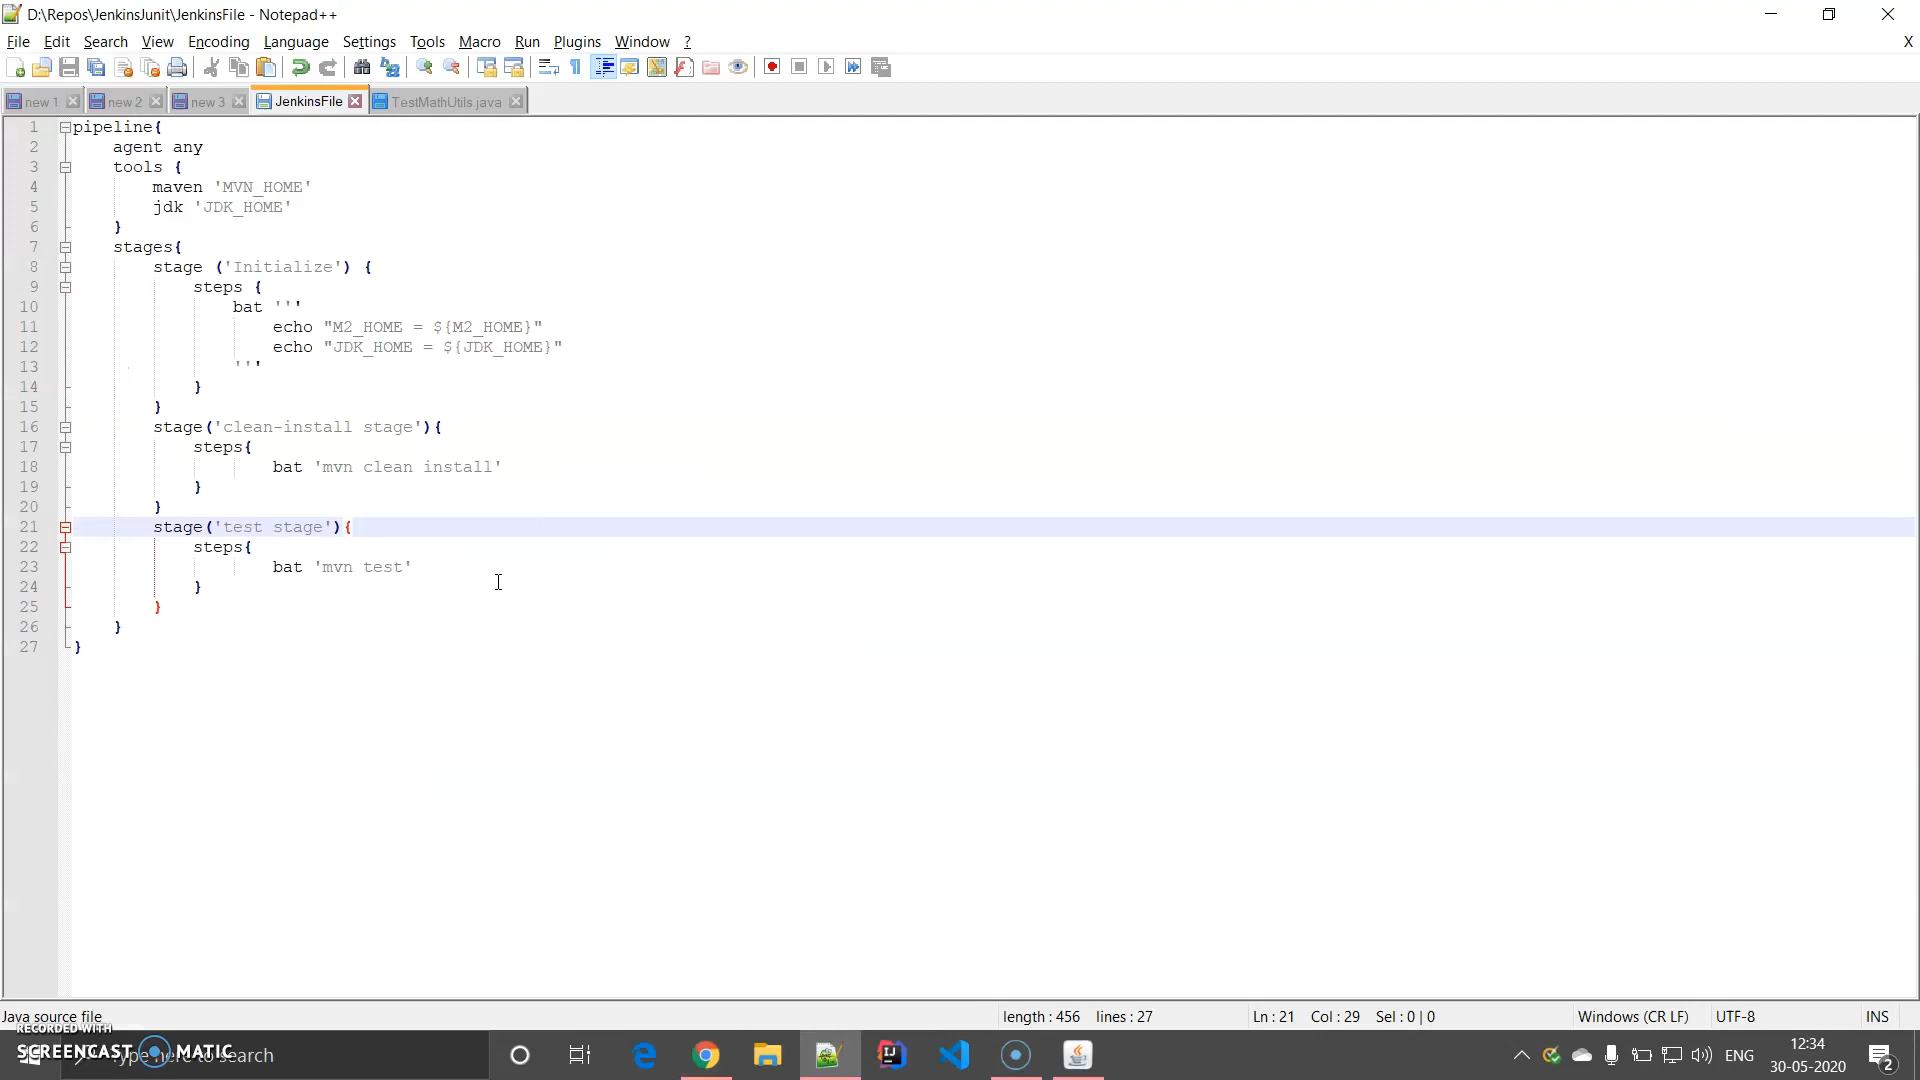 D:\Repos\JenkinsJunit\JenkinsFile - Notepad++
File Edit Search View Encoding Language Settings Tools Macro Run Plugins Window ? X
new 1 new 2 new 3 JenkinsFile TestMathUtils.java
1 pipeline{
2 agent any
3 tools {
4 maven 'MVN_HOME'
5 jdk 'JDK_HOME'
6 }
7 stages{
8 stage ('Initialize') {
9 steps {
10 bat '''
11 echo "M2_HOME = ${M2_HOME}"
12 echo "JDK_HOME = ${JDK_HOME}"
13 '''
14 }
15 }
16 stage('clean-install stage'){
17 steps{
18 bat 'mvn clean install'
19 }
20 }
21 stage('test stage'){
22 steps{
23 bat 'mvn test'
24 }
25 }
26 }
27 }
Java source file length : 456 lines : 27 Ln : 21 Col : 29 Sel : 0 | 0 Windows (CR LF) UTF-8 INS
RECORDED WITH
SCREENCAST MATIC
Type here to search
ENG
12:34
30-05-2020
2